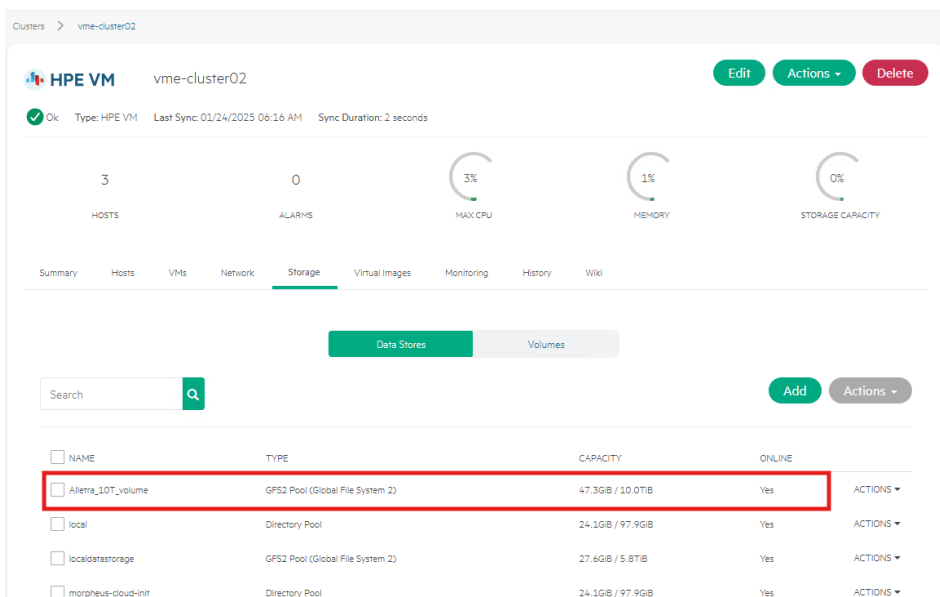 Clusters > vme-cluster02
HPE VM vme-cluster02 Edit Actions Delete
Ok Type: HPE VM Last Sync: 01/24/2025 06:16 AM Sync Duration: 2 seconds
3 0 3% 1% 0%
HOSTS ALARMS MAX CPU MEMORY STORAGE CAPACITY
Summary Hosts VMs Network Storage Virtual Images Monitoring History Wiki
Data Stores Volumes
Search Add Actions
NAME TYPE CAPACITY ONLINE
Alletra_10T_volume GFS2 Pool (Global File System 2) 47.3GiB / 10.0TiB Yes ACTIONS
local Directory Pool 24.1GiB / 97.9GiB Yes ACTIONS
localdatastorage GFS2 Pool (Global File System 2) 27.6GiB / 5.8TiB Yes ACTIONS
morpheus-cloud-init Directory Pool 24.1GiB / 97.9GiB Yes ACTIONS